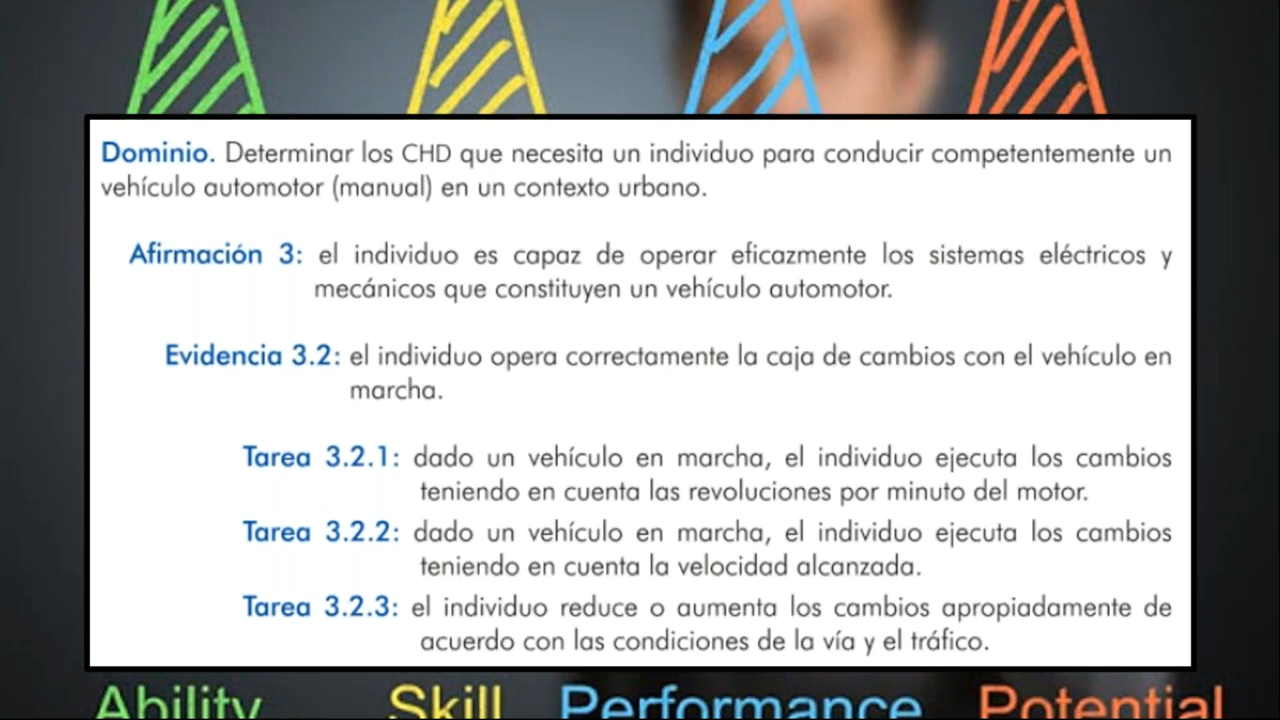 Dominio. Determinar los CHD que necesita un individuo para conducir competentemente un
vehículo automotor (manual) en un contexto urbano.
Afirmación 3: el individuo es capaz de operar eficazmente los sistemas eléctricos y
mecánicos que constituyen un vehículo automotor.
Evidencia 3.2: el individuo opera correctamente la caja de cambios con el vehículo en
marcha.
Tarea 3.2.1: dado un vehículo en marcha, el individuo ejecuta los cambios
teniendo en cuenta las revoluciones por minuto del motor.
Tarea 3.2.2: dado un vehículo en marcha, el individuo ejecuta los cambios
teniendo en cuenta la velocidad alcanzada.
Tarea 3.2.3: el individuo reduce o aumenta los cambios apropiadamente de
acuerdo con las condiciones de la vía y el tráfico.
Ability Skill Performance Potential